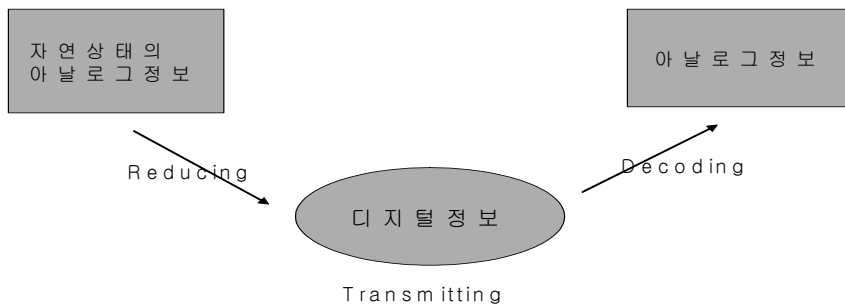 자연상태의
아날로그정보
아날로그정보
Reducing
Decoding
디지털정보
Transmitting